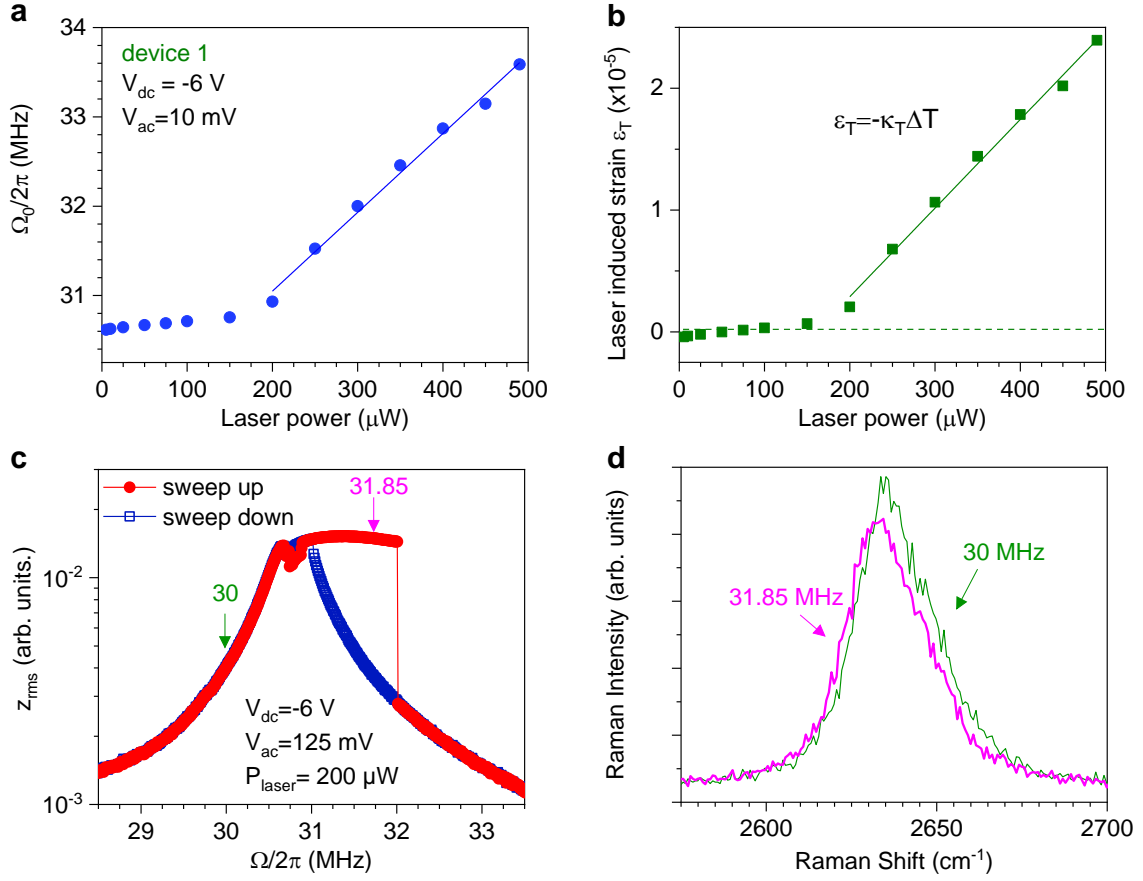 a
34
33
32
31
Ω₀/2π (MHz)
device 1
V_dc = -6 V
V_ac=10 mV
0 100 200 300 400 500
Laser power (μW)
b
2
1
0
Laser induced strain ε_T (x10⁻⁵)
ε_T=-κ_TΔT
0 100 200 300 400 500
Laser power (μW)
c
sweep up
sweep down
31.85
30
10⁻²
10⁻³
z_rms (arb. units.)
V_dc=-6 V
V_ac=125 mV
P_laser= 200 μW
29 30 31 32 33
Ω/2π (MHz)
d
Raman Intensity (arb. units)
30 MHz
31.85 MHz
2600 2650 2700
Raman Shift (cm⁻¹)